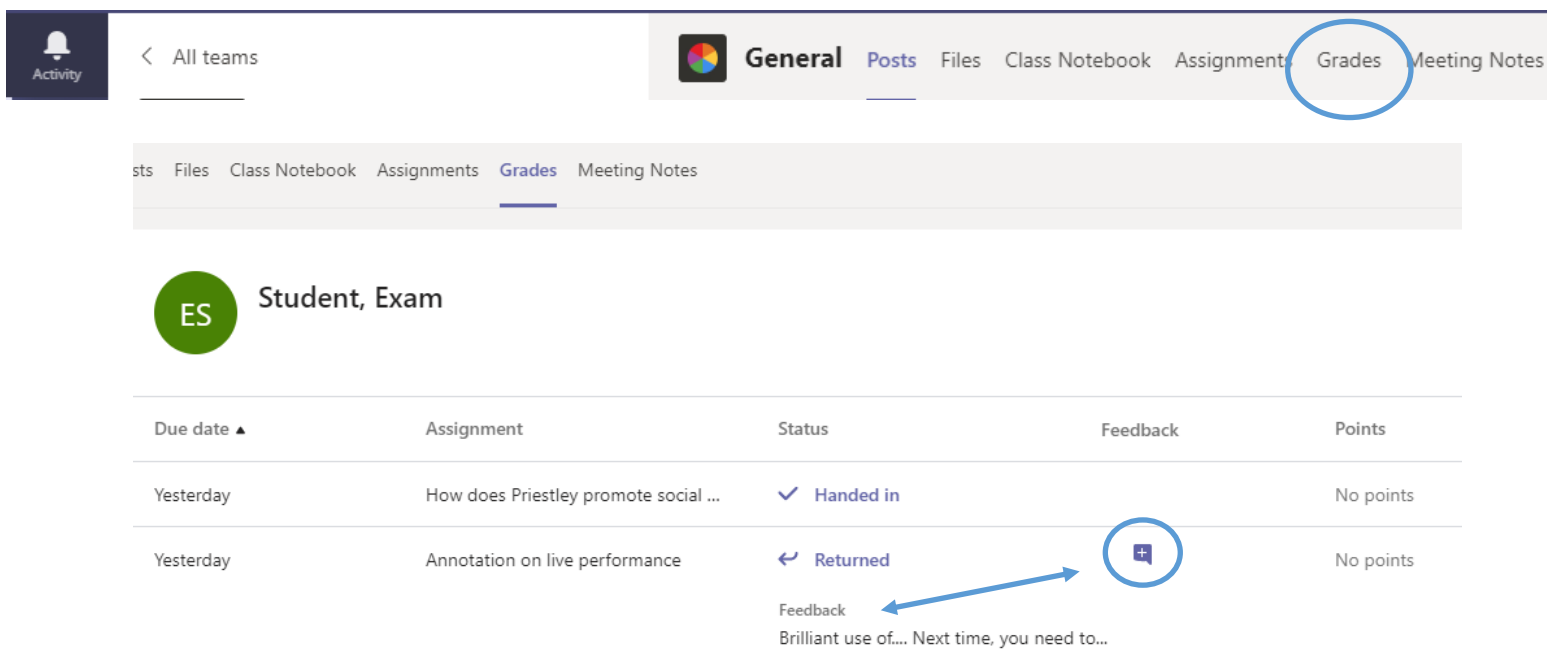 Activity
All teams
General Posts Files Class Notebook Assignments Grades Meeting Notes
sts Files Class Notebook Assignments Grades Meeting Notes
ES
Student, Exam
Due date Assignment Status Feedback Points
Yesterday How does Priestley promote social ... Handed in No points
Yesterday Annotation on live performance Returned No points
Feedback
Brilliant use of.... Next time, you need to...